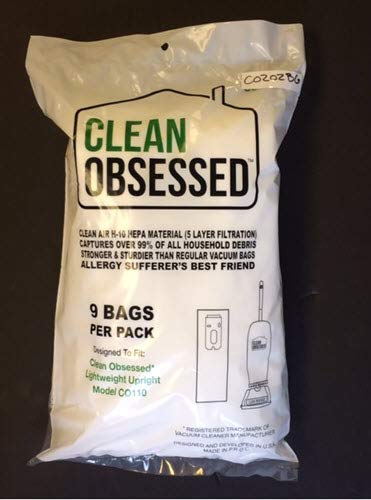 CO202BG
CLEAN
OBSESSED™
CLEAN AIR H-10 HEPA MATERIAL (5 LAYER FILTRATION)
CAPTURES OVER 99% OF ALL HOUSEHOLD DEBRIS
STRONGER & STURDIER THAN REGULAR VACUUM BAGS
ALLERGY SUFFERER'S BEST FRIEND
9 BAGS
PER PACK
Designed To Fit:
Clean Obsessed*
Lightweight Upright
Model CO110
CLEAN
OBSESSED
* REGISTERED TRADEMARK OF
VACUUM CLEANER MANUFACTURER
DESIGNED AND DEVELOPED IN U.S.A.
MADE IN P.R.C.